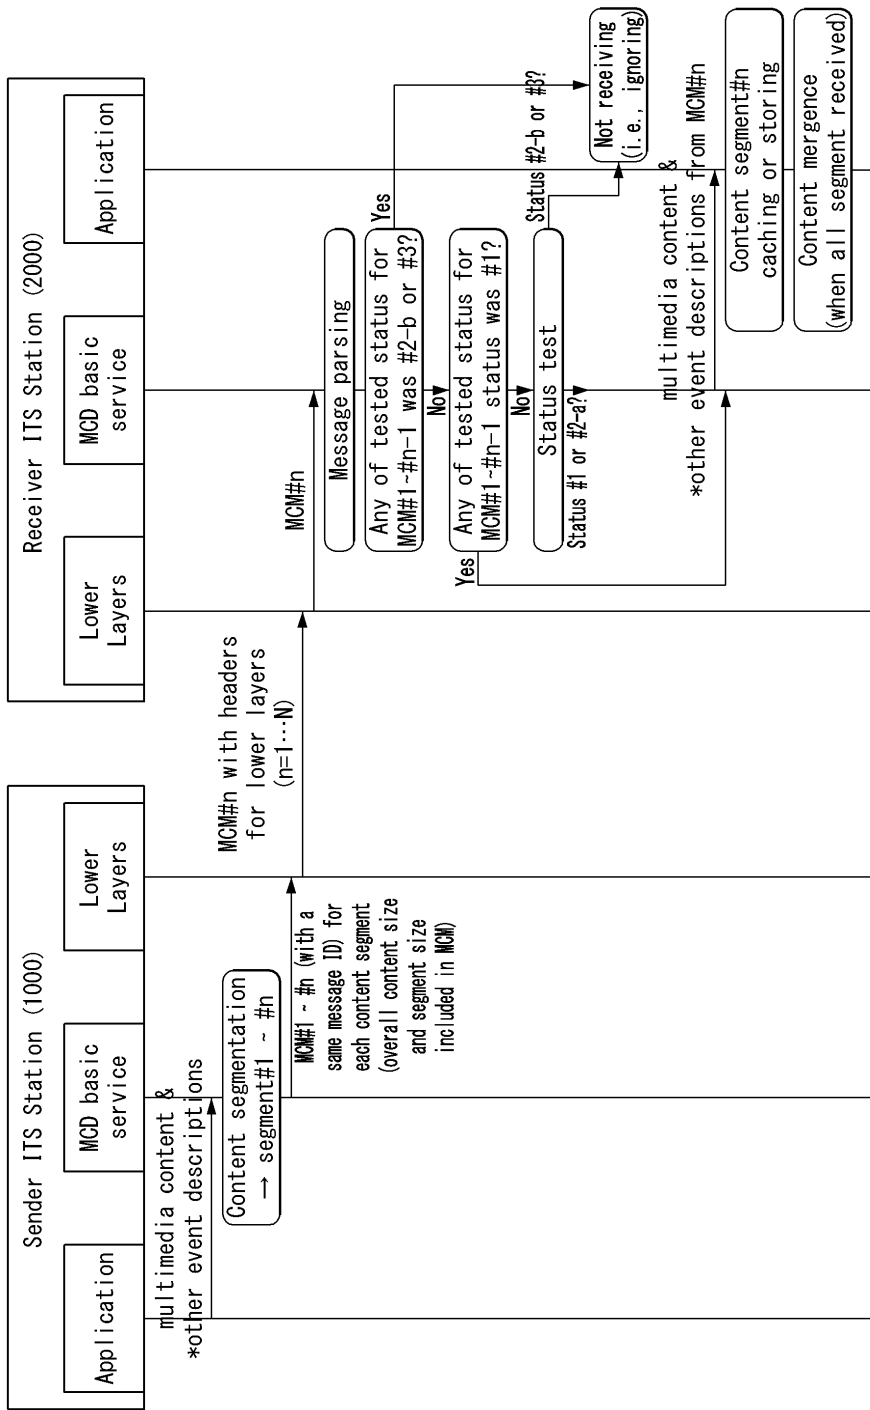 Sender ITS Station (1000)
Application
MCD basic
service
Lower
Layers
Receiver ITS Station (2000)
Lower
Layers
MCD basic
service
Application
multimedia content &
*other event descriptions
Content segmentation
→ segment#1 ~ #n
MCM#1 ~ #n (with a
same message ID) for
each content segment
(overall content size
and segment size
included in MCM)
MCM#n with headers
for lower layers
(n=1···N)
MCM#n
Message parsing
Any of tested status for
MCM#1~#n-1 was #2-b or #3?
Yes
No
Any of tested status for
MCM#1~#n-1 status was #1?
Yes
No
Status test
Status #1 or #2-a?
Status #2-b or #3?
Not receiving
(i.e., ignoring)
multimedia content &
*other event descriptions from MCM#n
Content segment#n
caching or storing
Content mergence
(when all segment received)